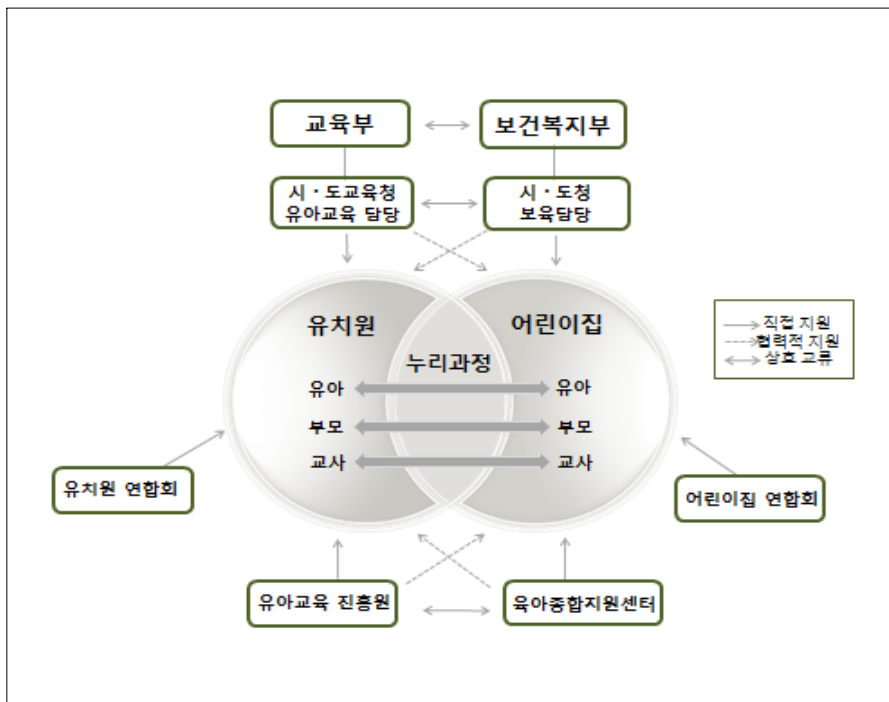 교육부
보건복지부
시·도교육청
유아교육 담당
시·도청
보육담당
유치원
어린이집
누리과정
유아
유아
부모
부모
교사
교사
직접 지원
협력적 지원
상호 교류
유치원 연합회
어린이집 연합회
유아교육 진흥원
육아종합지원센터